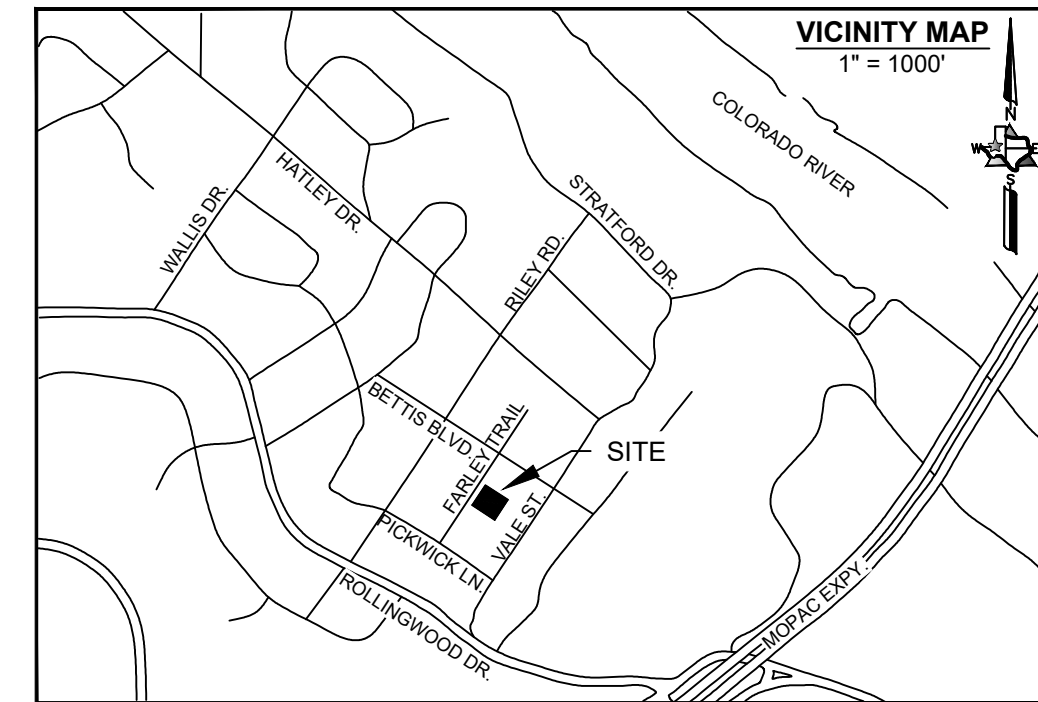 VICINITY MAP
1" = 1000'
N
W
E
S
COLORADO RIVER
STRATFORD DR.
HATLEY DR.
WALLIS DR.
RILEY RD.
BETTIS BLVD.
FARLEY TRAIL
SITE
VALE ST.
PICKWICK LN.
ROLLINGWOOD DR.
MOPAC EXPY.